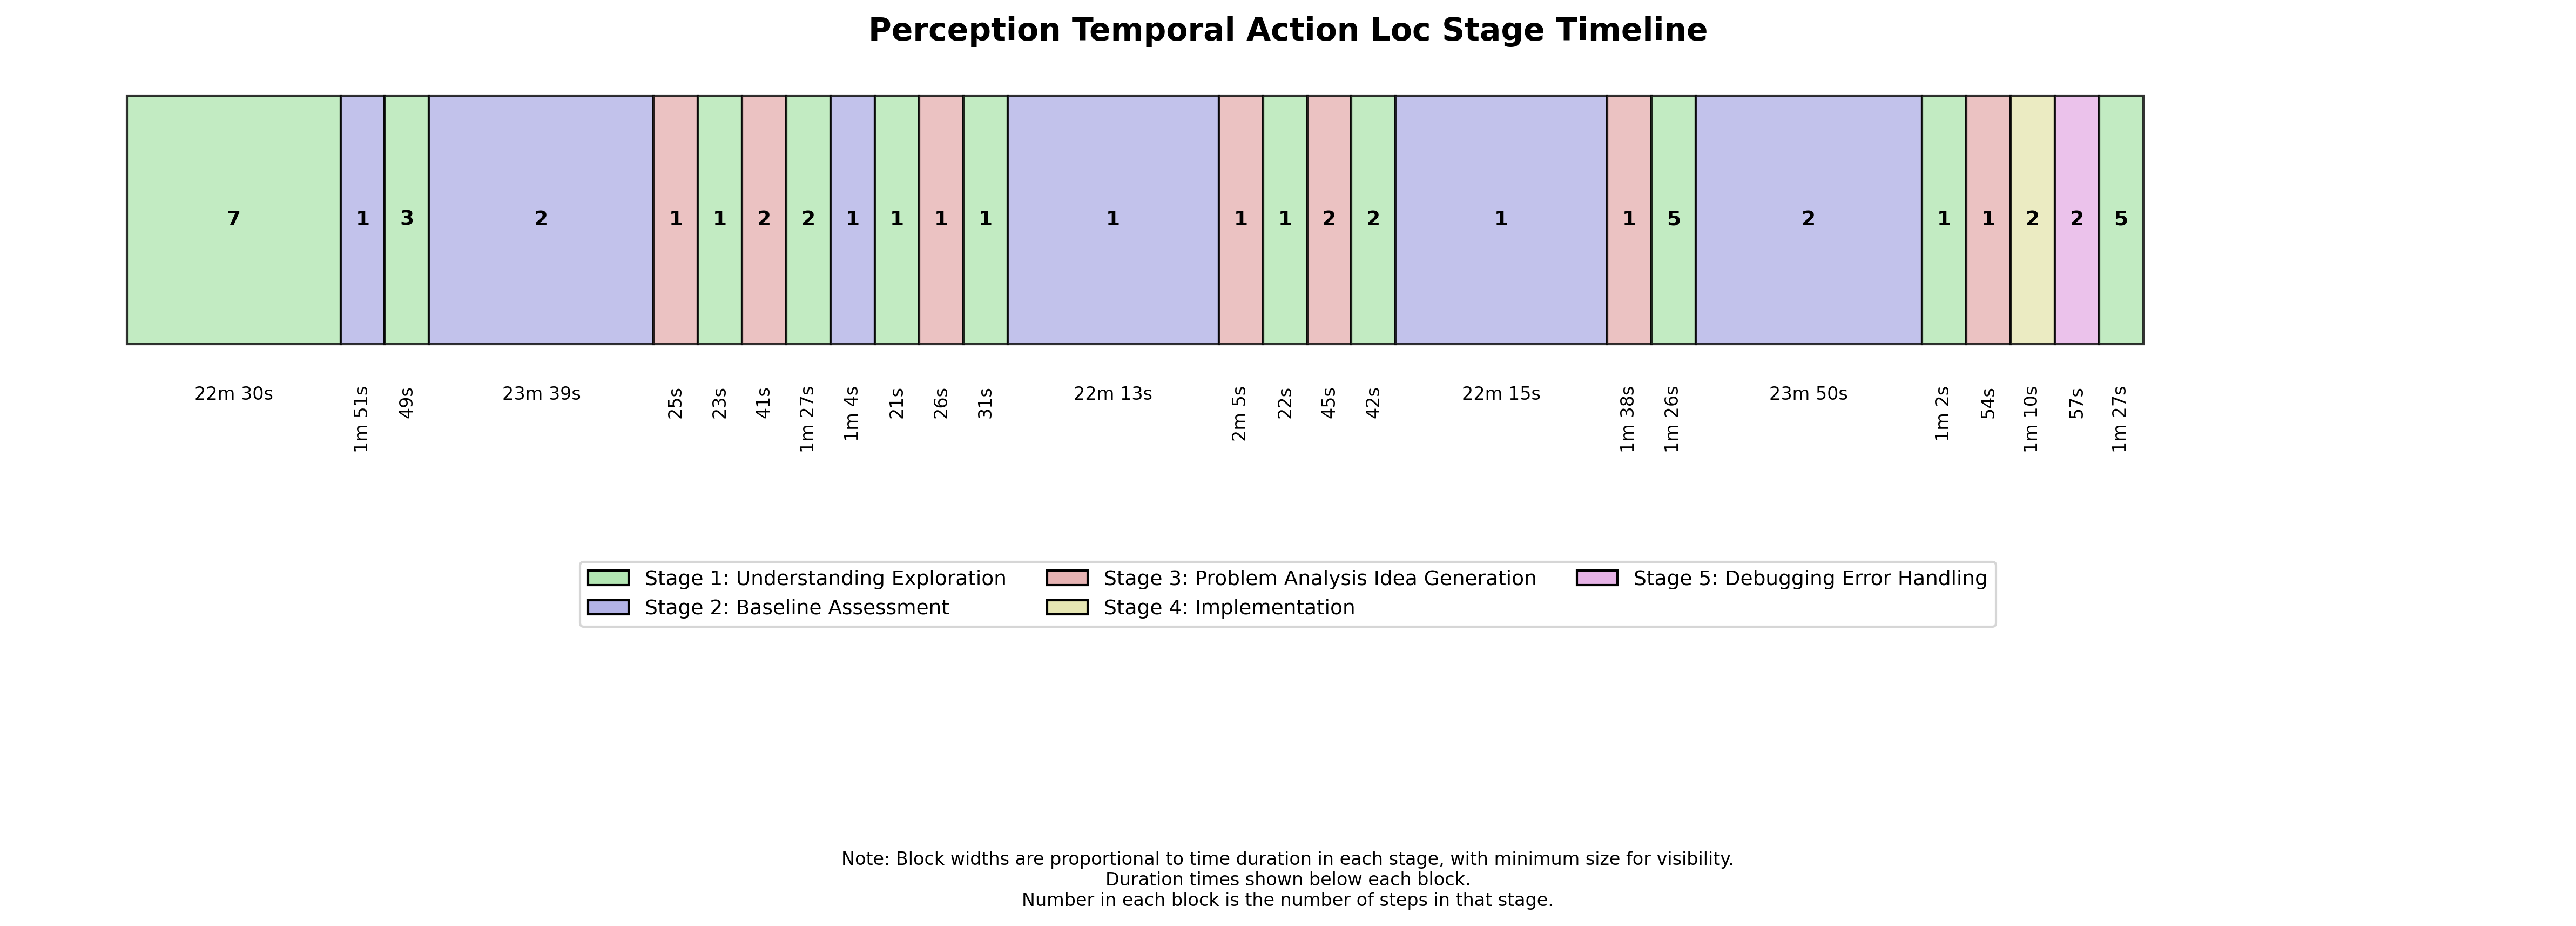 Perception Temporal Action Loc Stage Timeline
7 1 3 2 1 1 2 2 1 1 1 1 1 1 1 2 2 1 1 5 2 1 1 2 2 5
22m 30s 1m 51s 49s 23m 39s 25s 23s 41s 1m 27s 1m 4s 21s 26s 31s 22m 13s 2m 5s 22s 45s 42s 22m 15s 1m 38s 1m 26s 23m 50s 1m 2s 54s 1m 10s 57s 1m 27s
Stage 1: Understanding Exploration Stage 3: Problem Analysis Idea Generation Stage 5: Debugging Error Handling
Stage 2: Baseline Assessment Stage 4: Implementation
Note: Block widths are proportional to time duration in each stage, with minimum size for visibility.
Duration times shown below each block.
Number in each block is the number of steps in that stage.